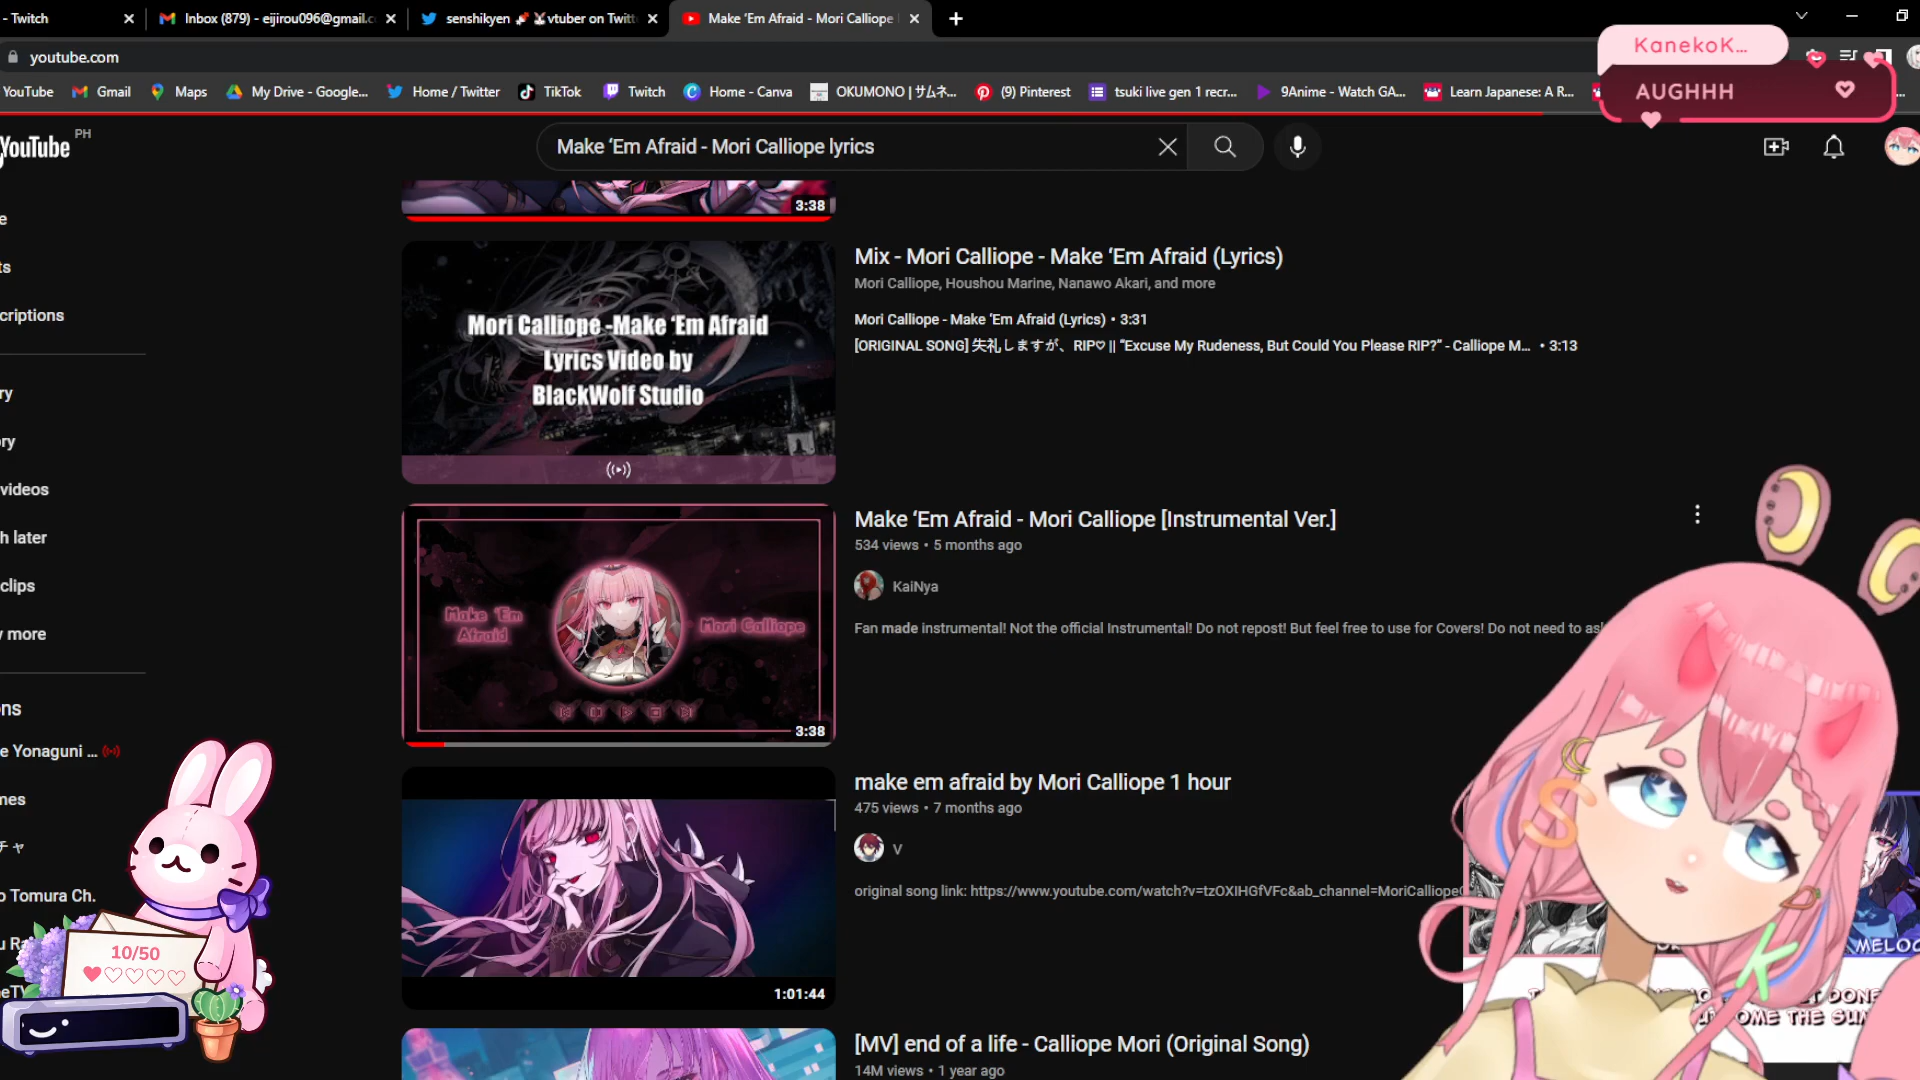 - Twitch
Inbox (879) - eijirou096@gmail.c
senshikyen 🚀🐰vtuber on Twit
Make ‘Em Afraid - Mori Calliope
KanekoK...
AUGHHH
youtube.com
YouTube
Gmail
Maps
My Drive - Google...
Home / Twitter
TikTok
Twitch
Home - Canva
OKUMONO | サムネ...
(9) Pinterest
tsuki live gen 1 recr...
9Anime - Watch GA...
Learn Japanese: A R...
YouTube PH
Make ‘Em Afraid - Mori Calliope lyrics
3:38
Mix - Mori Calliope - Make ‘Em Afraid (Lyrics)
Mori Calliope, Houshou Marine, Nanawo Akari, and more
Mori Calliope - Make ‘Em Afraid (Lyrics) • 3:31
[ORIGINAL SONG] 失礼しますが、RIP♡ || “Excuse My Rudeness, But Could You Please RIP?” - Calliope M... • 3:13
Mori Calliope -Make ‘Em Afraid
Lyrics Video by
BlackWolf Studio
Make ‘Em Afraid - Mori Calliope [Instrumental Ver.]
534 views • 5 months ago
KaiNya
Fan made instrumental! Not the official Instrumental! Do not repost! But feel free to use for Covers! Do not need to as
Make ‘Em
Afraid
Mori Calliope
3:38
make em afraid by Mori Calliope 1 hour
475 views • 7 months ago
V
original song link: https://www.youtube.com/watch?v=tzOXIHGfVFc&ab_channel=MoriCalliope
1:01:44
[MV] end of a life - Calliope Mori (Original Song)
14M views • 1 year ago
e
ts
criptions
ry
ory
videos
h later
clips
y more
ns
e Yonaguni ...
mes
チャ
o Tomura Ch.
10/50
S
K
MELOC